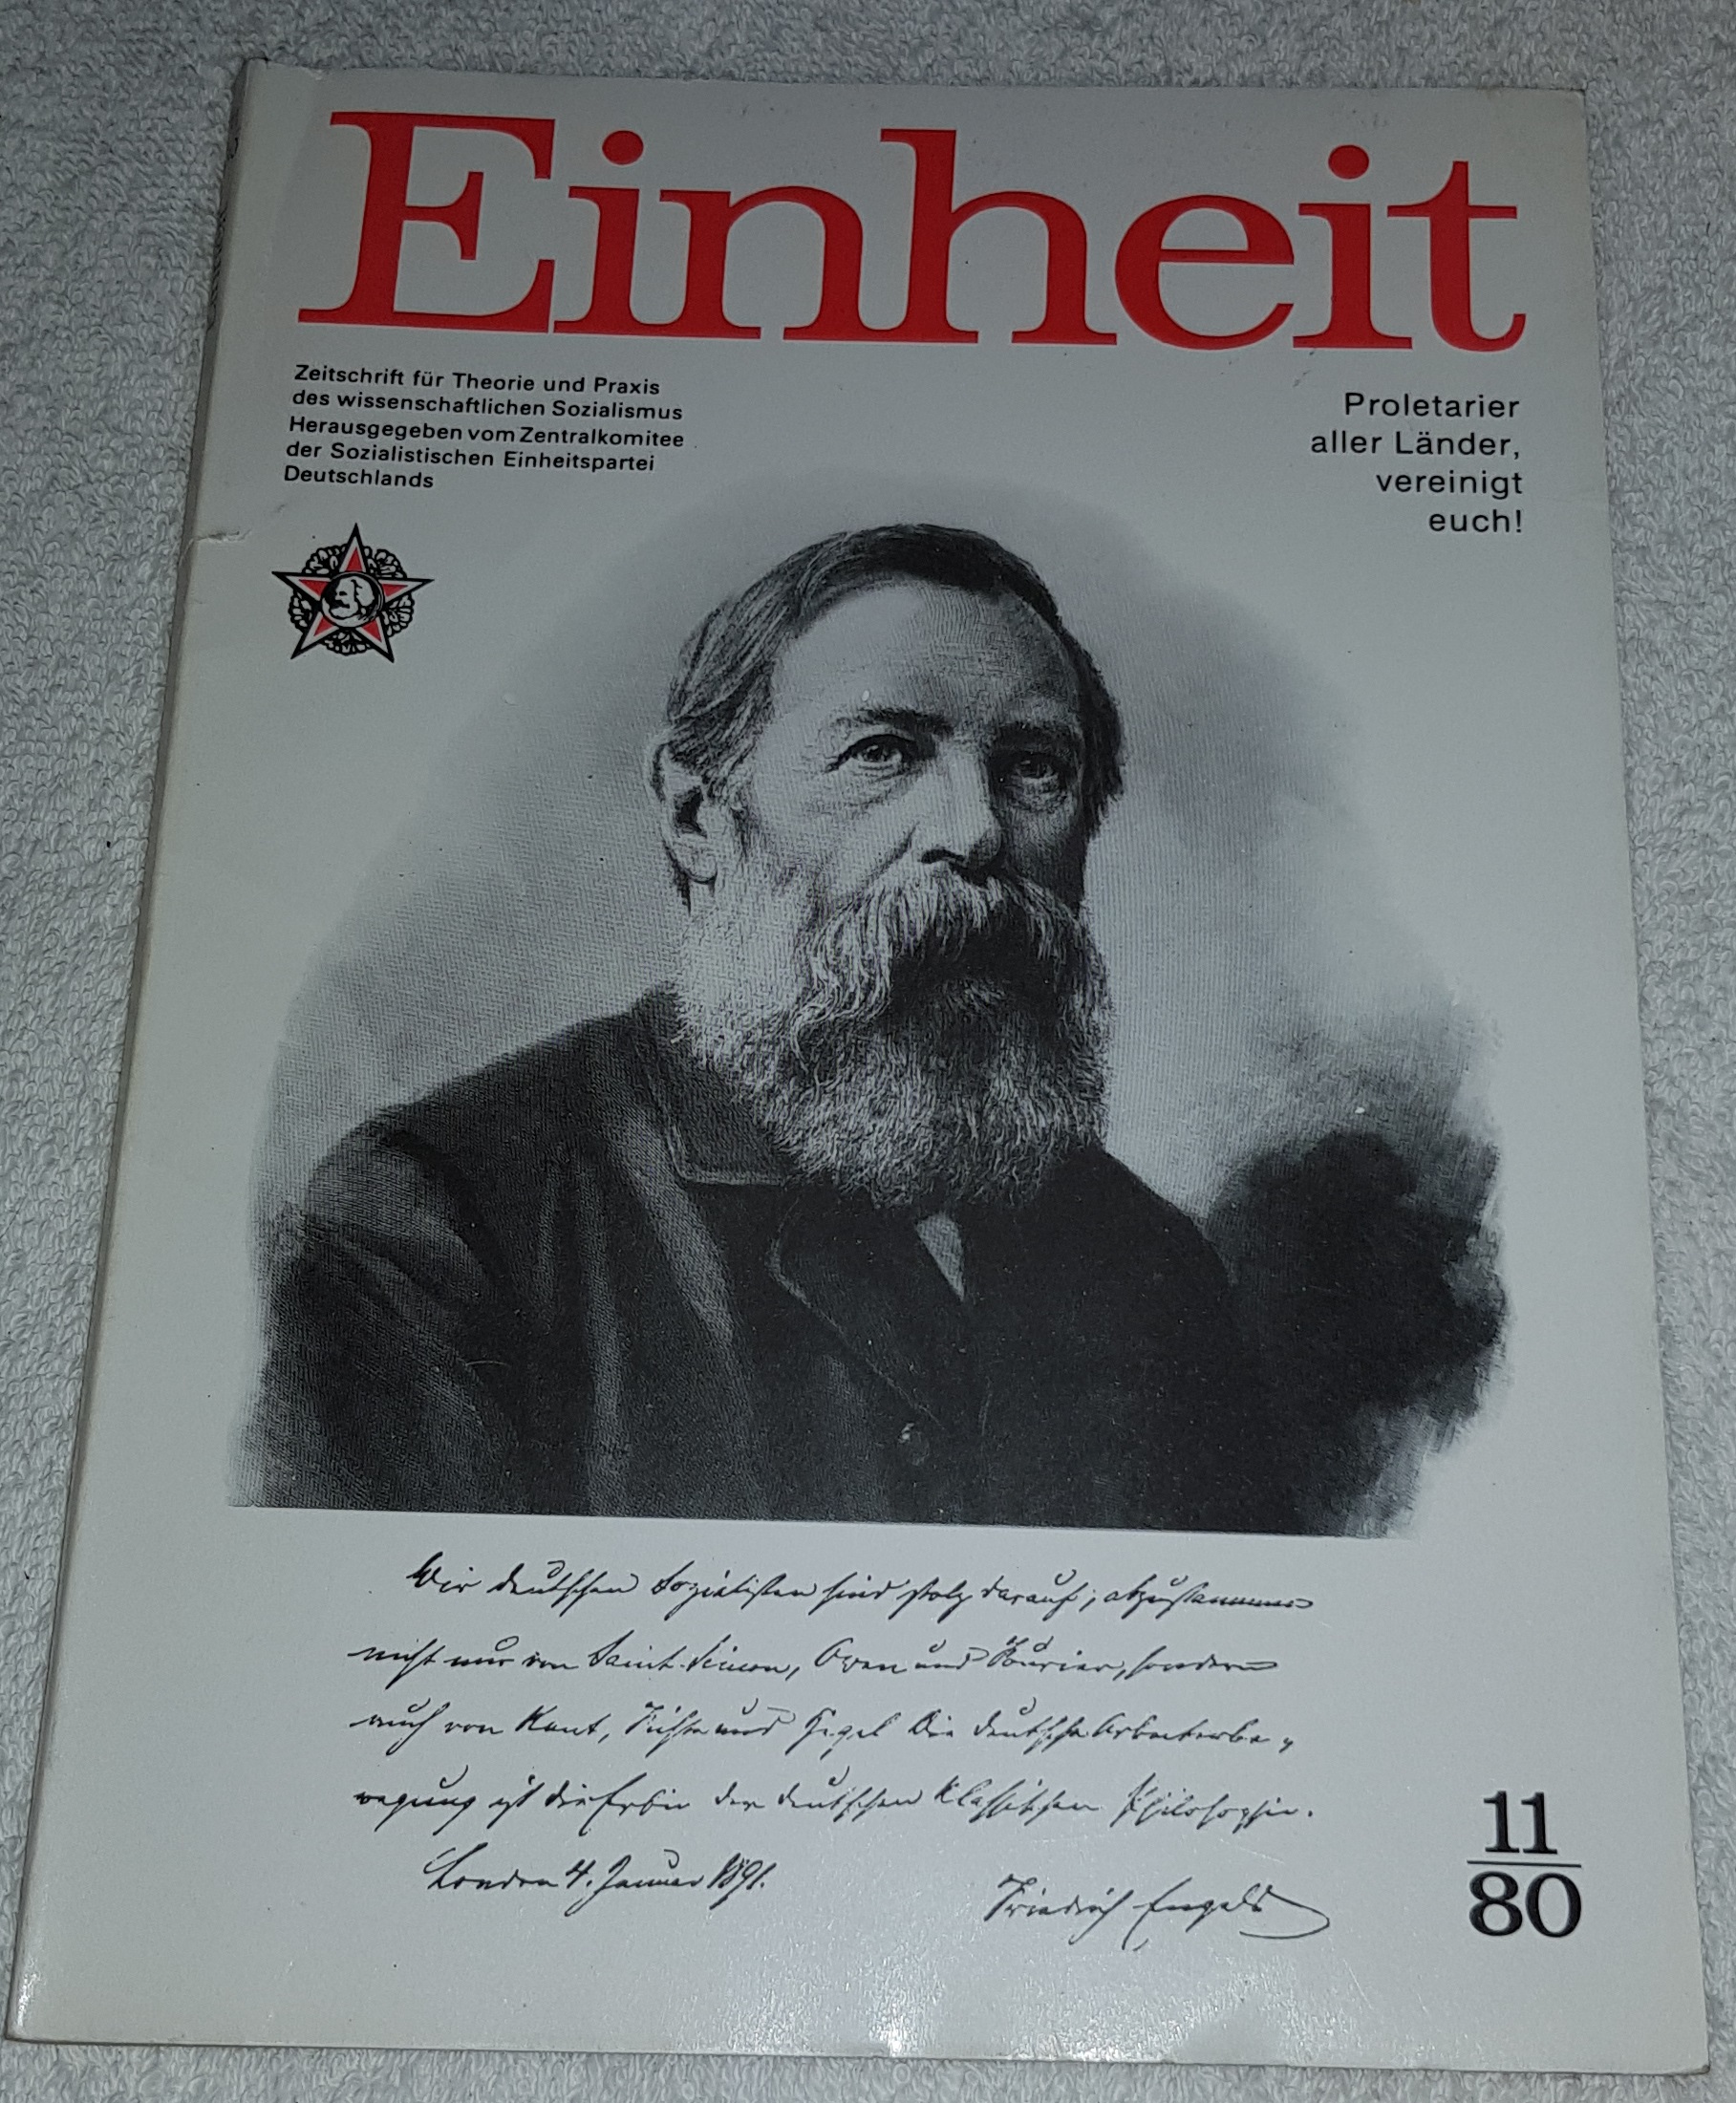 Einheit
Zeitschrift für Theorie und Praxis
des wissenschaftlichen Sozialismus
Herausgegeben vom Zentralkomitee
der Sozialistischen Einheitspartei
Deutschlands
Proletarier
aller Länder,
vereinigt
euch!
Wir deutschen Sozialisten sind stolz darauf, abzustammen
nicht nur von Saint-Simon, Owen und Fourier, sondern
auch von Kant, Fichte und Hegel Die deutsche Arbeiterbe-
wegung ist die Erbin der deutschen klassischen Philosophie.
London 4. Januar 1891.
Friedrich Engels
11
80